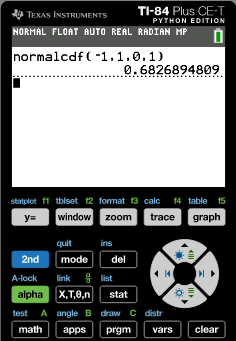 TEXAS INSTRUMENTS
TI-84 Plus CE-T
PYTHON EDITION
NORMAL FLOAT AUTO REAL RADIAN MP
normalcdf(-1,1,0,1)
0.6826894809
statplot f1 tblset f2 format f3 calc f4 table f5
y= window zoom trace graph
quit ins
2nd mode del
A-lock link list
alpha X,T,θ,n stat
test A angle B draw C distr
math apps prgm vars clear